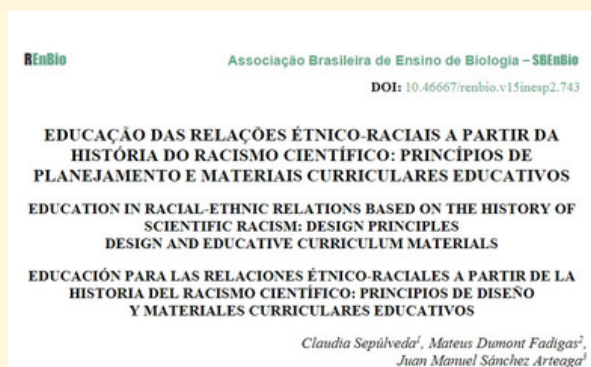 REnBio
Associação Brasileira de Ensino de Biologia – SBEnBio
DOI: 10.46667/renbio.v15inesp2.743
EDUCAÇÃO DAS RELAÇÕES ÉTNICO-RACIAIS A PARTIR DA
HISTÓRIA DO RACISMO CIENTÍFICO: PRINCÍPIOS DE
PLANEJAMENTO E MATERIAIS CURRICULARES EDUCATIVOS
EDUCATION IN RACIAL-ETHNIC RELATIONS BASED ON THE HISTORY OF
SCIENTIFIC RACISM: DESIGN PRINCIPLES
DESIGN AND EDUCATIVE CURRICULUM MATERIALS
EDUCACIÓN PARA LAS RELACIONES ÉTNICO-RACIALES A PARTIR DE LA
HISTORIA DEL RACISMO CIENTÍFICO: PRINCIPIOS DE DISEÑO
Y MATERIALES CURRICULARES EDUCATIVOS
Claudia Sepúlveda¹, Mateus Dumont Fadigas²,
Juan Manuel Sánchez Arteaga³